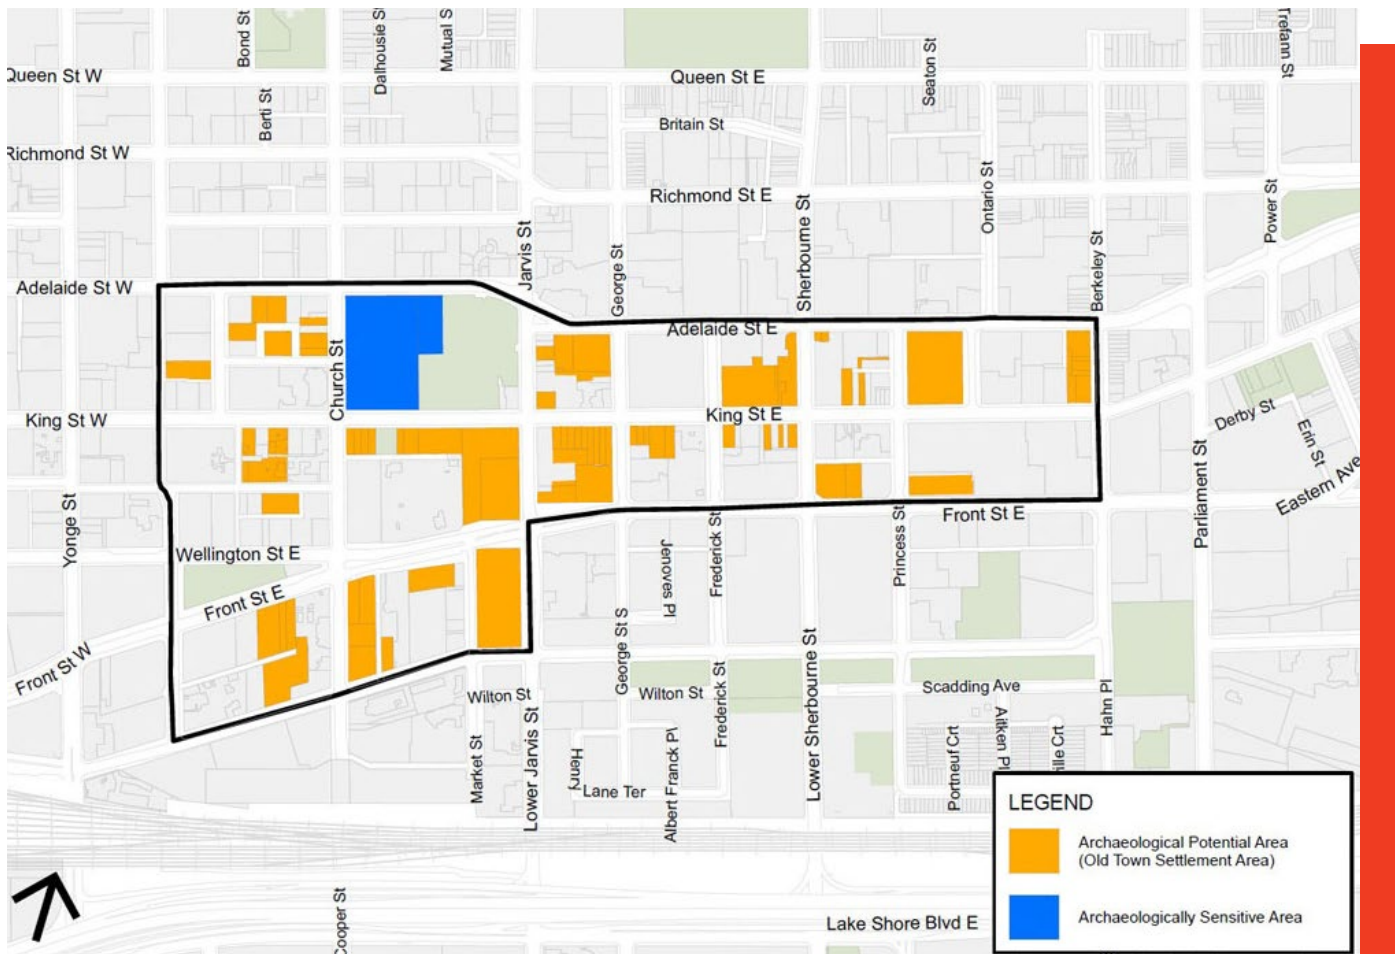 Bond St
Dalhousie St
Mutual S
Trefann St
Queen St W
Queen St E
Seaton St
Berti St
Britain St
Richmond St W
Richmond St E
Ontario St
Power St
Jarvis St
George St
Sherbourne St
Berkeley St
Adelaide St W
Adelaide St E
Church St
King St W
King St E
Derby St
Erin St
Eastern Ave
Parliament St
Yonge St
Front St E
Wellington St E
Jenoves Pl
Frederick St
Princess St
Front St E
Front St W
George St S
Lower Sherbourne St
Wilton St
Wilton St
Frederick St
Scadding Ave
Hahn Pl
Market St
Lower Jarvis St
Henry
Lane Ter
Albert Franck Pl
Portneuf Crt
Aitken Pl
ille Crt
LEGEND
Archaeological Potential Area
(Old Town Settlement Area)
Archaeologically Sensitive Area
Cooper St
Lake Shore Blvd E